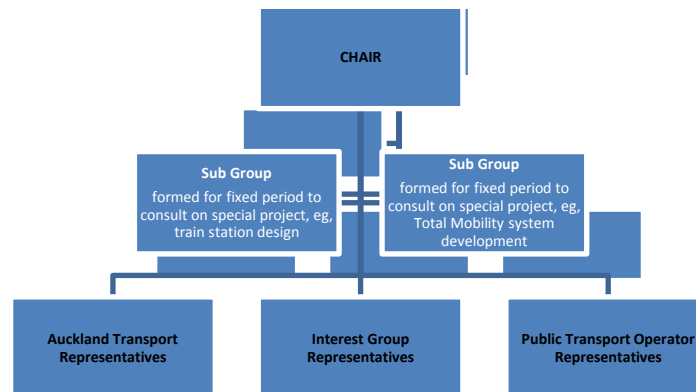 CHAIR
Sub Group
formed for fixed period to
consult on special project, eg,
train station design
Sub Group
formed for fixed period to
consult on special project, eg,
Total Mobility system
development
Auckland Transport
Representatives
Interest Group
Representatives
Public Transport Operator
Representatives